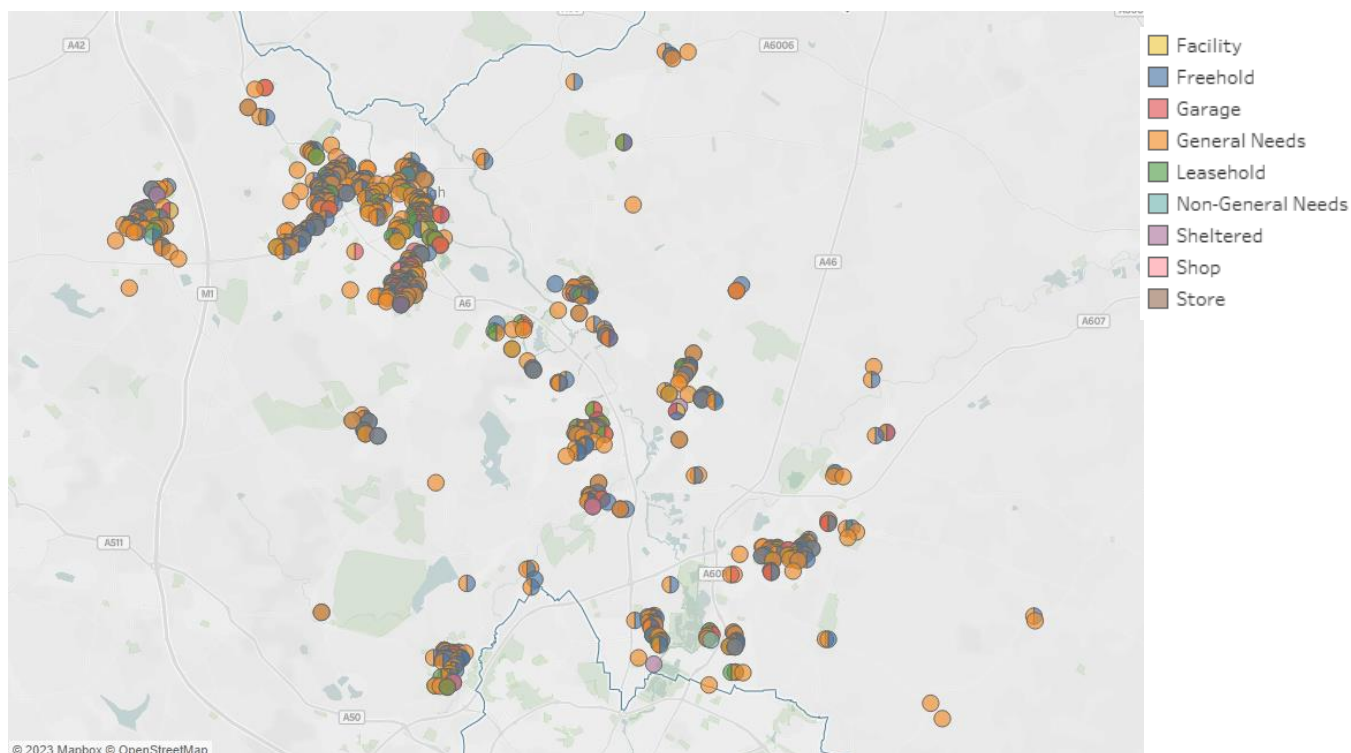 A42
A6006
M1
A6
A46
A607
A511
A50
h
© 2023 Mapbox © OpenStreetMap
Facility
Freehold
Garage
General Needs
Leasehold
Non-General Needs
Sheltered
Shop
Store